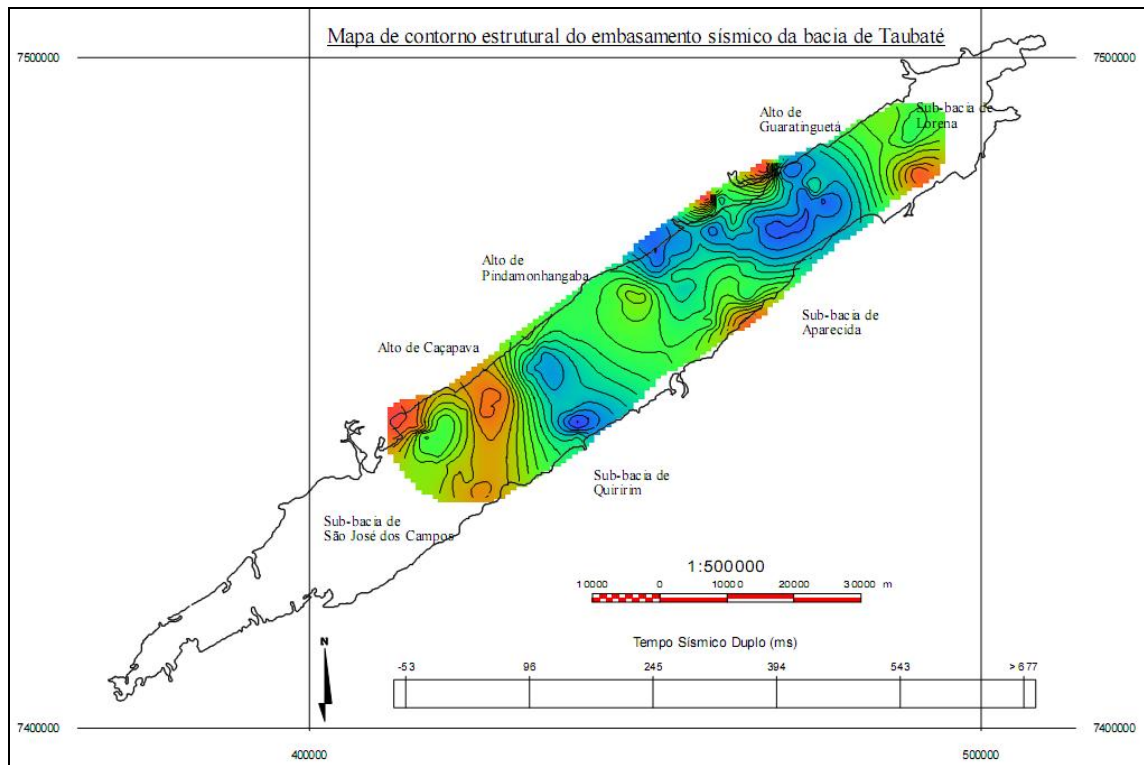 Mapa de contorno estrutural do embasamento sísmico da bacia de Taubaté
7500000
7500000
Alto de
Guaratinguetá
Sub-bacia de
Lorena
Alto de
Pindamonhangaba
Sub-bacia de
Aparecida
Alto de Caçapava
Sub-bacia de
Quiririm
Sub-bacia de
São José dos Campos
1:500000
10000 0 10000 20000 30000 m
N
Tempo Sísmico Duplo (ms)
-53 96 245 394 543 >677
7400000
7400000
400000
500000